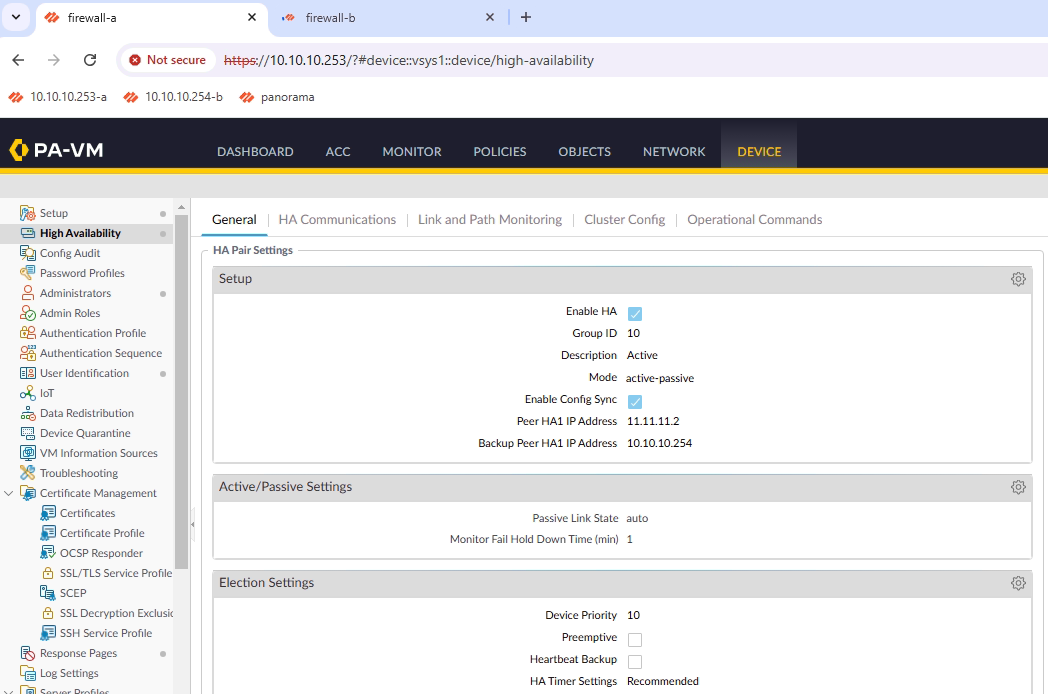 firewall-a
firewall-b
Not secure https://10.10.10.253/?#device::vsys1::device/high-availability
10.10.10.253-a 10.10.10.254-b panorama
PA-VM DASHBOARD ACC MONITOR POLICIES OBJECTS NETWORK DEVICE
Setup
High Availability
Config Audit
Password Profiles
Administrators
Admin Roles
Authentication Profile
Authentication Sequence
User Identification
IoT
Data Redistribution
Device Quarantine
VM Information Sources
Troubleshooting
Certificate Management
Certificates
Certificate Profile
OCSP Responder
SSL/TLS Service Profile
SCEP
SSL Decryption Exclusic
SSH Service Profile
Response Pages
Log Settings
Server Profiles
General HA Communications Link and Path Monitoring Cluster Config Operational Commands
HA Pair Settings
Setup
Enable HA
Group ID 10
Description Active
Mode active-passive
Enable Config Sync
Peer HA1 IP Address 11.11.11.2
Backup Peer HA1 IP Address 10.10.10.254
Active/Passive Settings
Passive Link State auto
Monitor Fail Hold Down Time (min) 1
Election Settings
Device Priority 10
Preemptive
Heartbeat Backup
HA Timer Settings Recommended